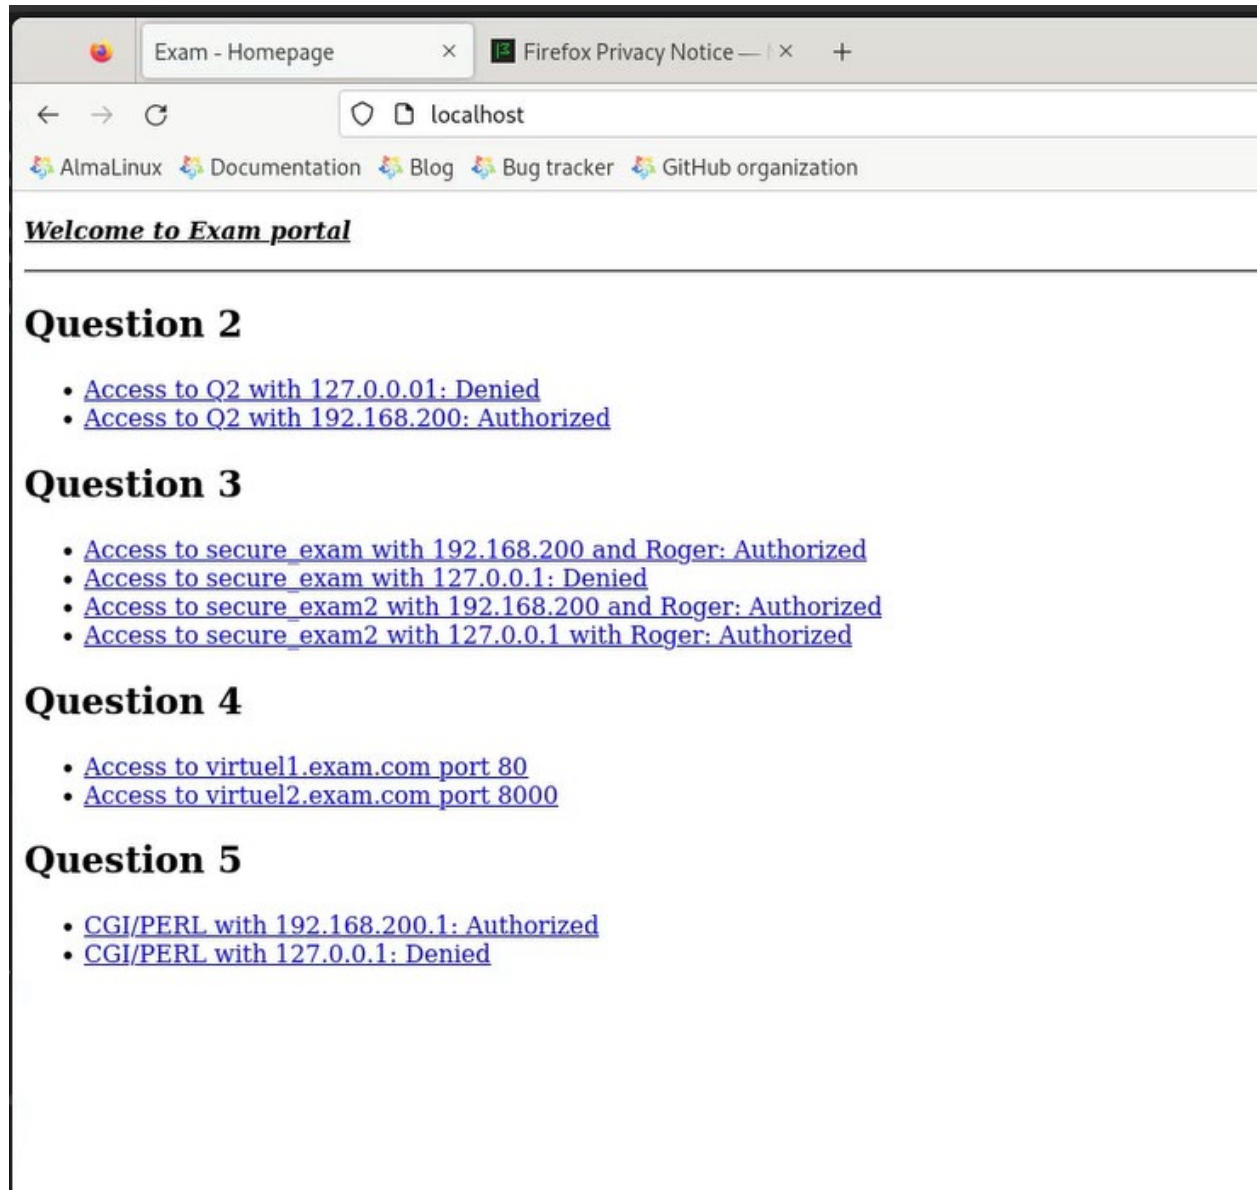 Exam - Homepage × Firefox Privacy Notice — × +
localhost
AlmaLinux Documentation Blog Bug tracker GitHub organization
Welcome to Exam portal
Question 2
• Access to Q2 with 127.0.0.01: Denied
• Access to Q2 with 192.168.200: Authorized
Question 3
• Access to secure_exam with 192.168.200 and Roger: Authorized
• Access to secure_exam with 127.0.0.1: Denied
• Access to secure_exam2 with 192.168.200 and Roger: Authorized
• Access to secure_exam2 with 127.0.0.1 with Roger: Authorized
Question 4
• Access to virtuel1.exam.com port 80
• Access to virtuel2.exam.com port 8000
Question 5
• CGI/PERL with 192.168.200.1: Authorized
• CGI/PERL with 127.0.0.1: Denied